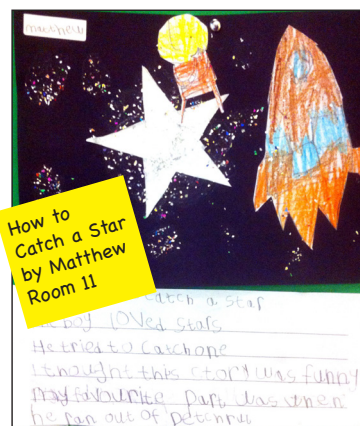 matthew
How to
Catch a Star
by Matthew
Room 11
catch a star
boy loved stars
He tried to catch one
I thought this story was funny
my favourite part was when
he ran out of petchrul